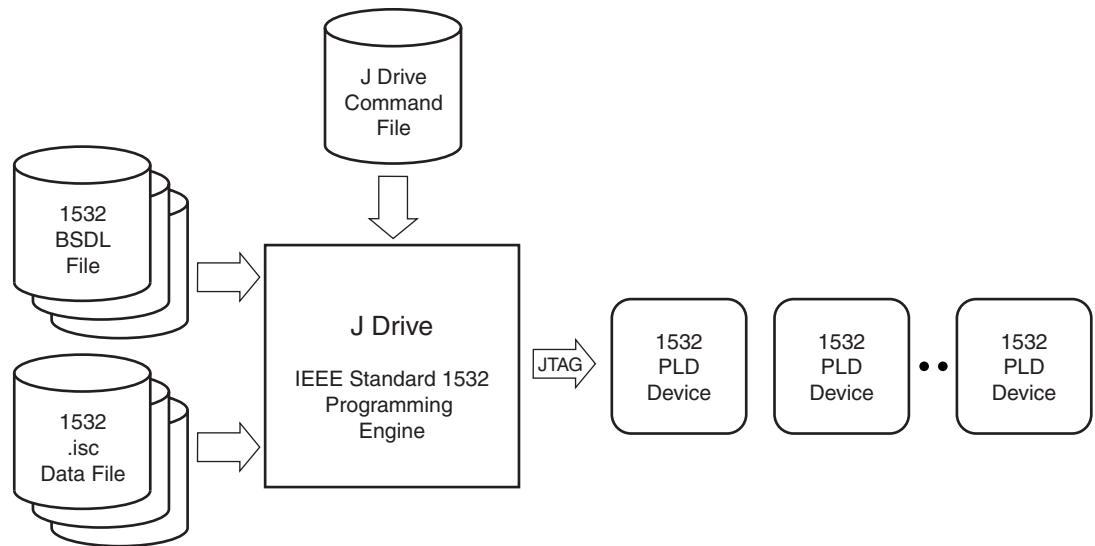 J Drive
Command
File
1532
BSDL
File
1532
.isc
Data File
J Drive
IEEE Standard 1532
Programming
Engine
JTAG
1532
PLD
Device
1532
PLD
Device
1532
PLD
Device